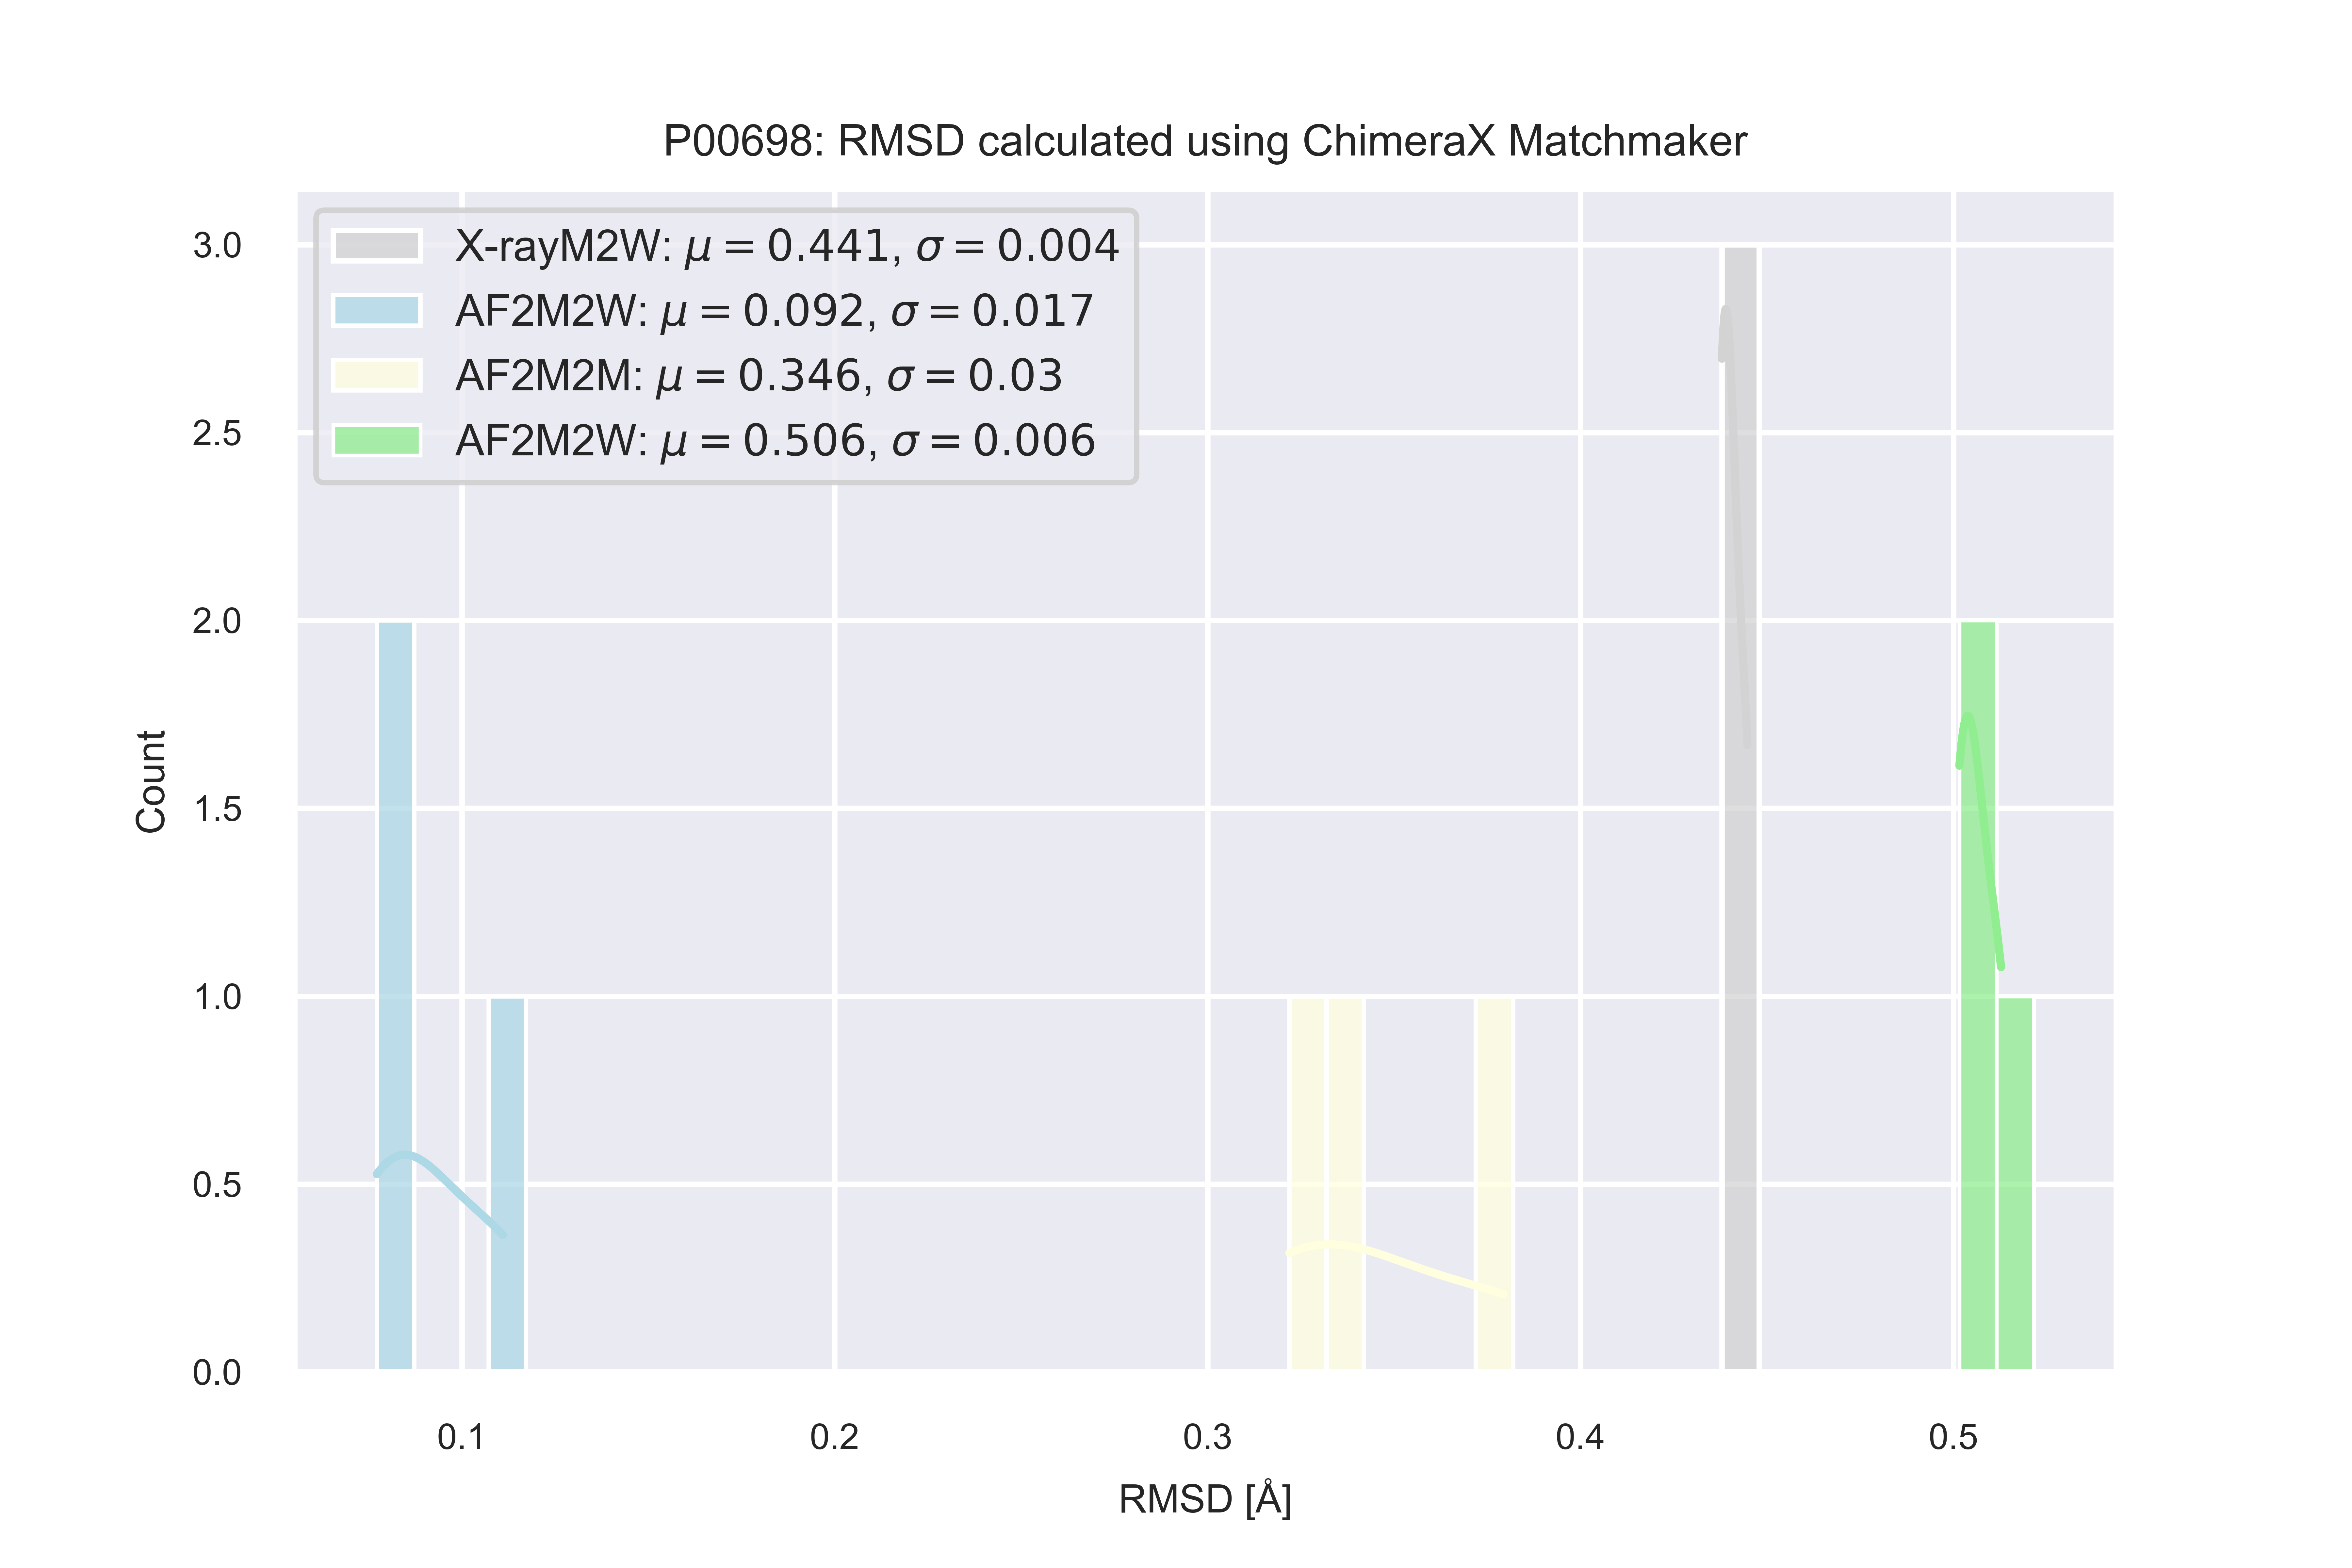 P00698: RMSD calculated using ChimeraX Matchmaker
X-rayM2W: μ = 0.441, σ = 0.004
AF2M2W: μ = 0.092, σ = 0.017
AF2M2M: μ = 0.346, σ = 0.03
AF2M2W: μ = 0.506, σ = 0.006
3.0
2.5
2.0
1.5
1.0
0.5
0.0
Count
0.1 0.2 0.3 0.4 0.5
RMSD [Å]